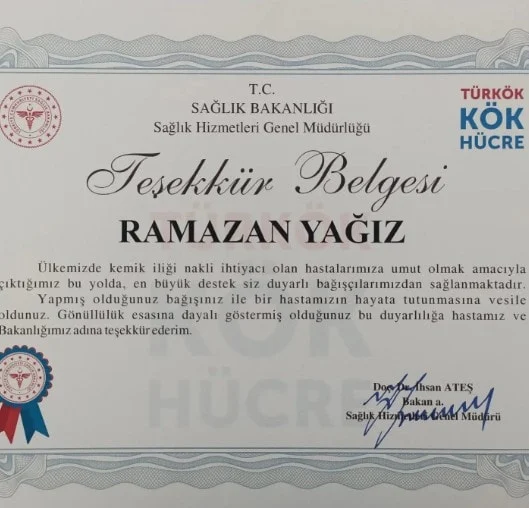 T.C.
SAĞLIK BAKANLIĞI
Sağlık Hizmetleri Genel Müdürlüğü
TÜRKÖK
KÖK
HÜCRE
Teşekkür Belgesi
RAMAZAN YAĞIZ
Ülkemizde kemik iliği nakli ihtiyacı olan hastalarımıza umut olmak amacıyla
çıktığımız bu yolda, en büyük destek siz duyarlı bağışçılarımızdan sağlanmaktadır.
Yapmış olduğunuz bağışınız ile bir hastamızın hayata tutunmasına vesile
oldunuz. Gönüllülük esasına dayalı göstermiş olduğunuz bu duyarlılığa hastamız ve
Bakanlığımız adına teşekkür ederim.
TÜRKÖK
KÖK
HÜCRE
Doç. Dr. İhsan ATEŞ
Bakan a.
Sağlık Hizmetleri Genel Müdürü